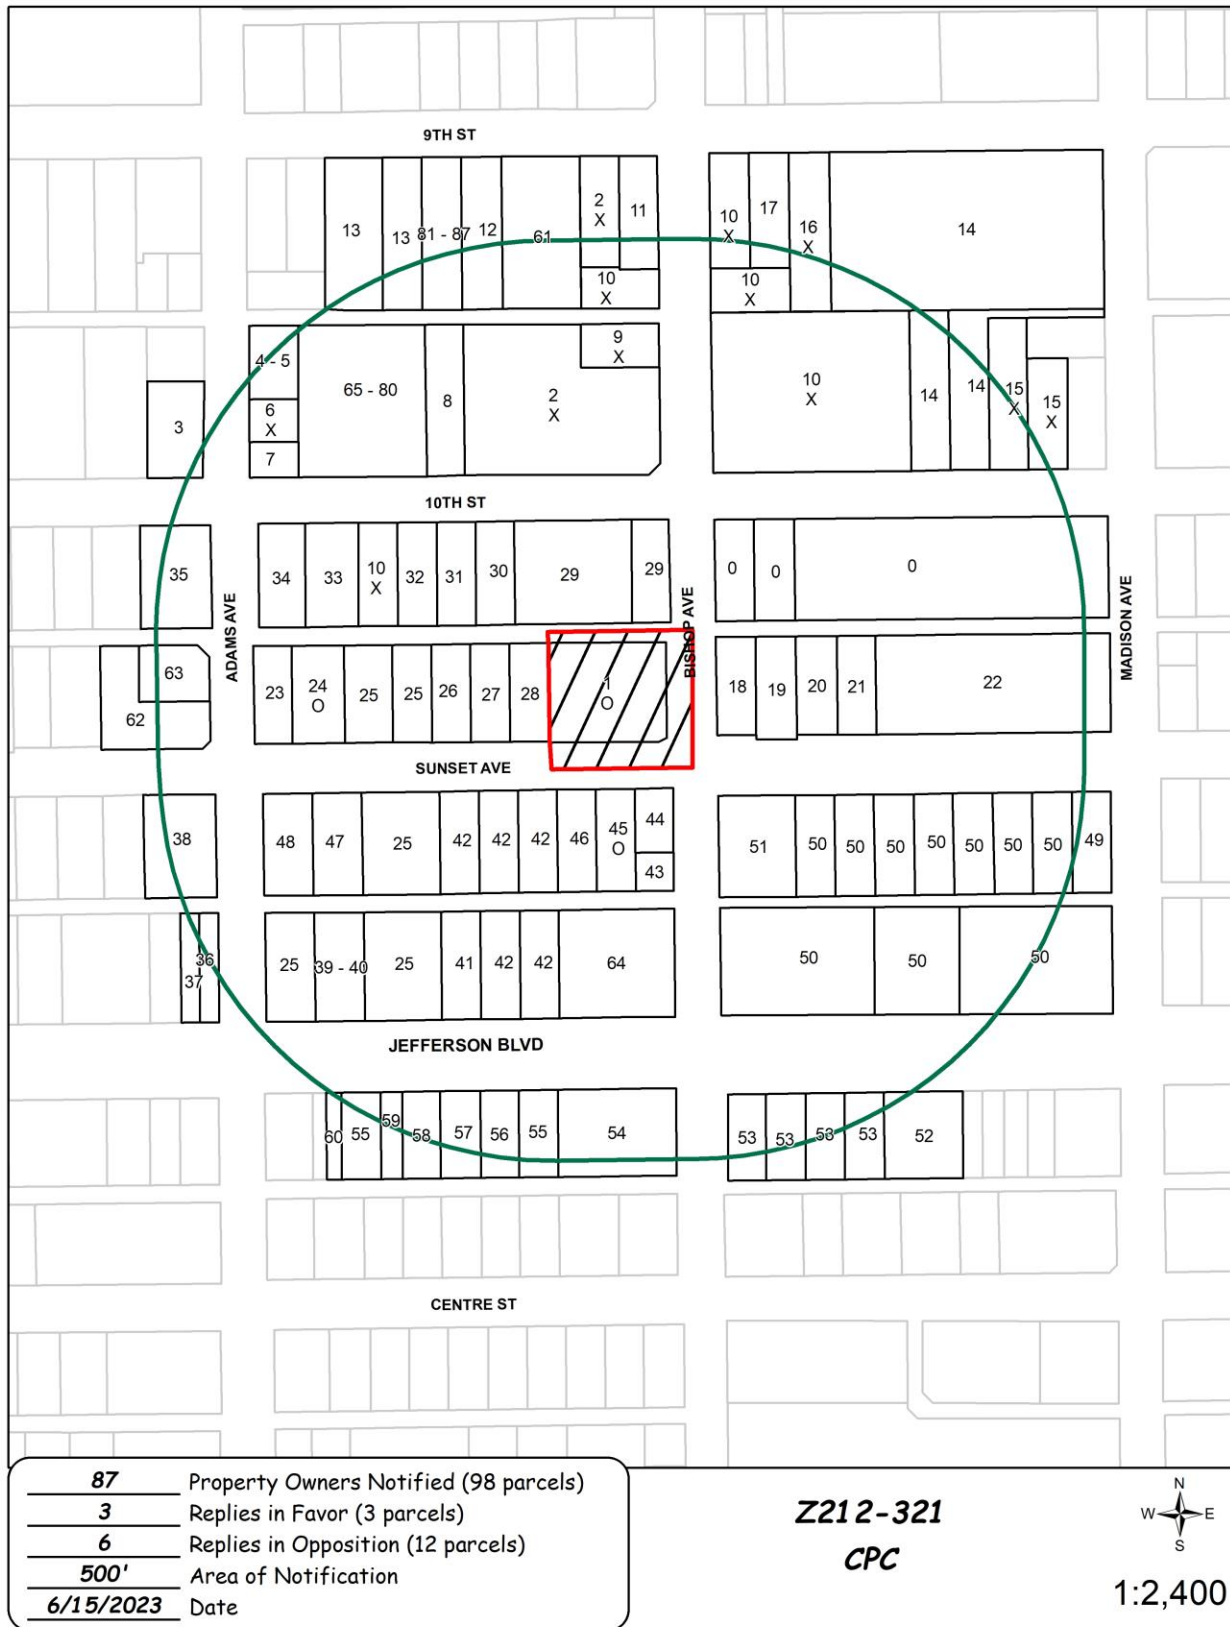 9TH ST
13
13
81 - 87
12
61
2
X
11
10
X
10
X
17
16
X
14
10
X
4 - 5
6
X
7
65 - 80
8
2
X
9
X
10
X
14
14
15
X
15
X
3
10TH ST
35
ADAMS AVE
34
33
10
X
32
31
30
29
29
BISHOP AVE
0
0
0
MADISON AVE
63
62
23
24
O
25
25
26
27
28
1
O
18
19
20
21
22
SUNSET AVE
38
48
47
25
42
42
42
46
45
O
44
43
51
50
50
50
50
50
50
50
49
37
36
25
39 - 40
25
41
42
42
64
50
50
50
JEFFERSON BLVD
60
55
59
58
57
56
55
54
53
53
53
53
52
CENTRE ST
87 Property Owners Notified (98 parcels)
3 Replies in Favor (3 parcels)
6 Replies in Opposition (12 parcels)
500' Area of Notification
6/15/2023 Date
Z212-321
CPC
N
W E
S
1:2,400